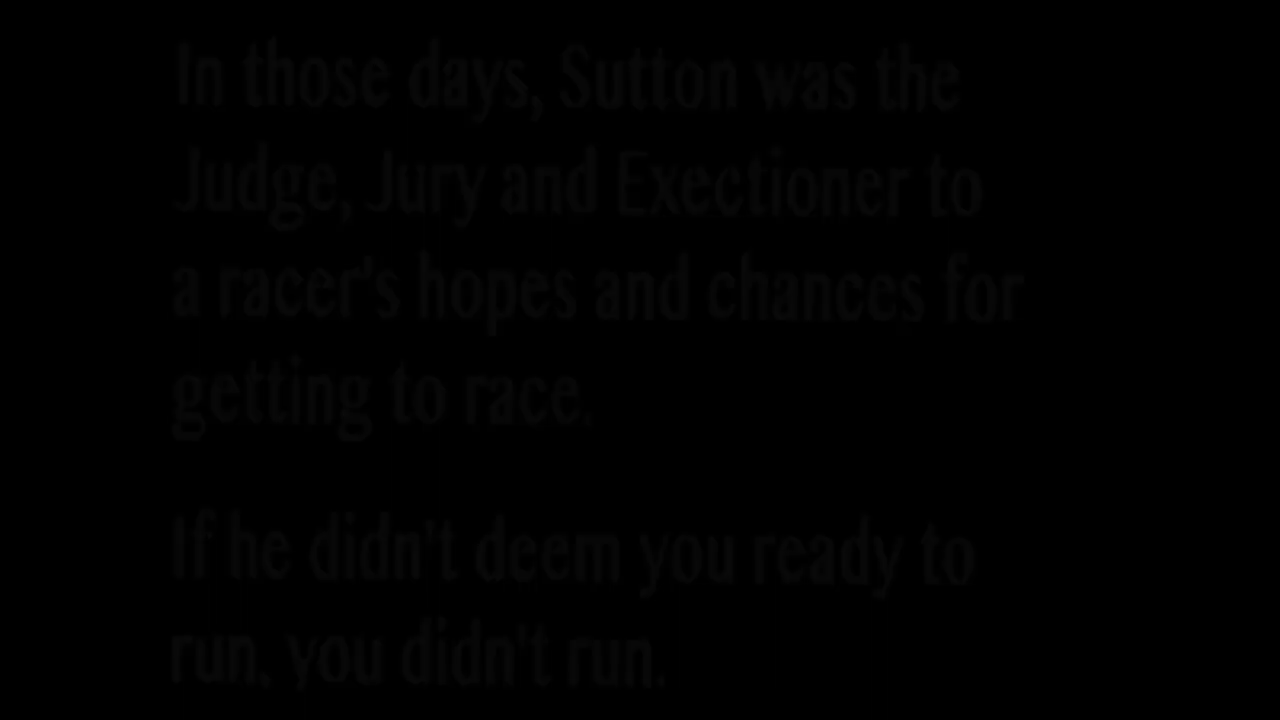 In those days, Sutton was the
Judge, Jury and Exectioner to
a racer's hopes and chances for
getting to race.
If he didn't deem you ready to
run, you didn't run.